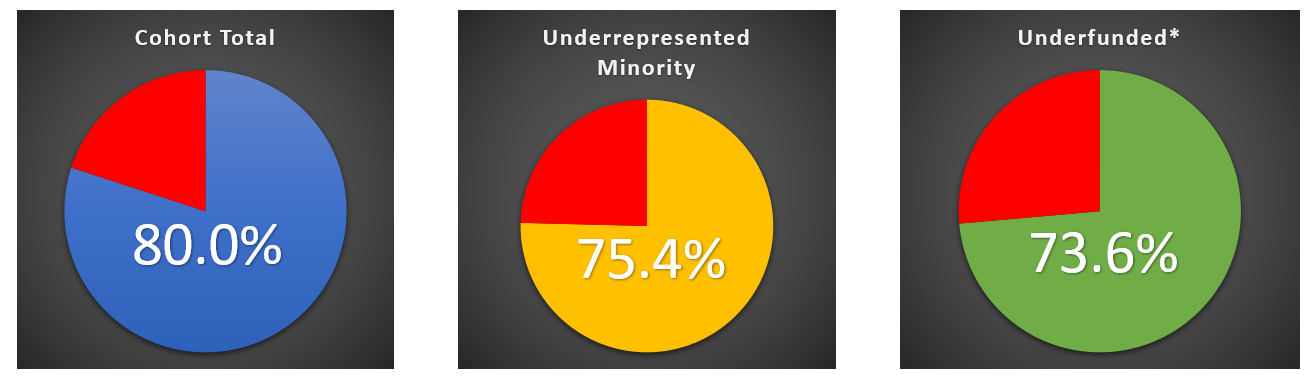 Cohort Total
80.0%
Underrepresented
Minority
75.4%
Underfunded*
73.6%